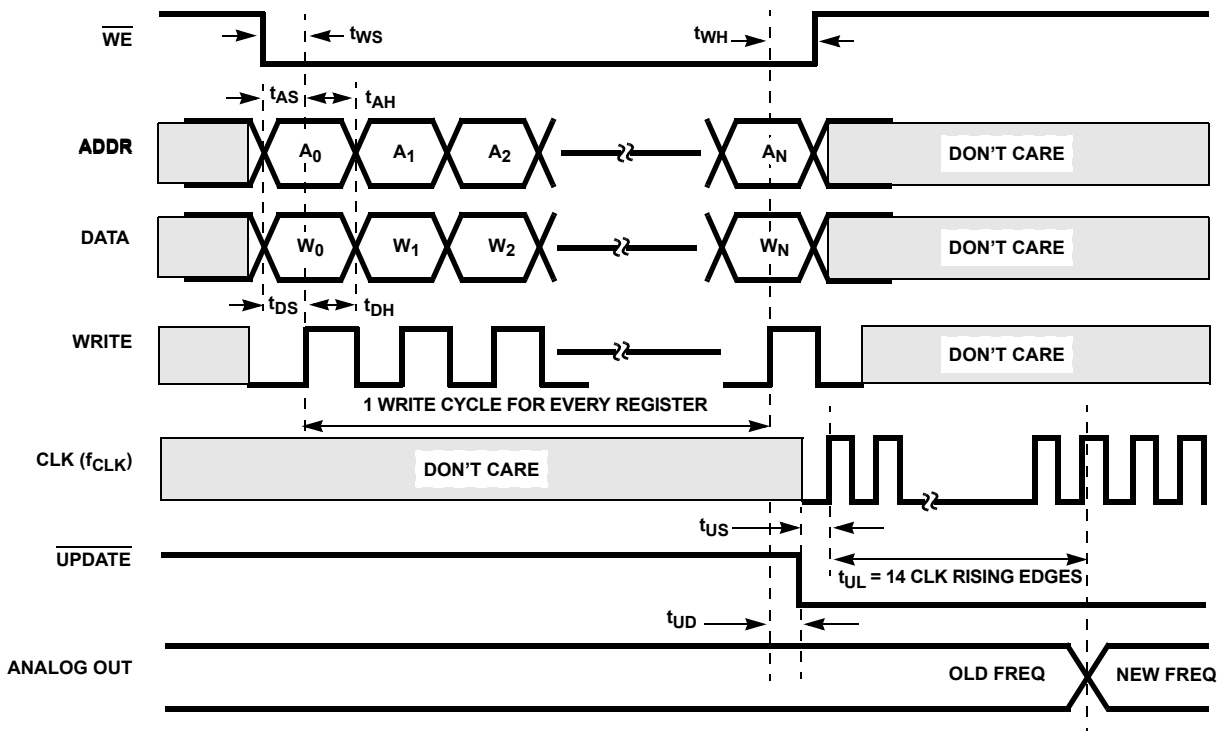 WE
tWS
tWH
tAS
tAH
ADDR
A0
A1
A2
AN
DON'T CARE
DATA
W0
W1
W2
WN
DON'T CARE
tDS
tDH
WRITE
DON'T CARE
1 WRITE CYCLE FOR EVERY REGISTER
CLK (fCLK)
DON'T CARE
tUS
UPDATE
tUL = 14 CLK RISING EDGES
tUD
ANALOG OUT
OLD FREQ
NEW FREQ